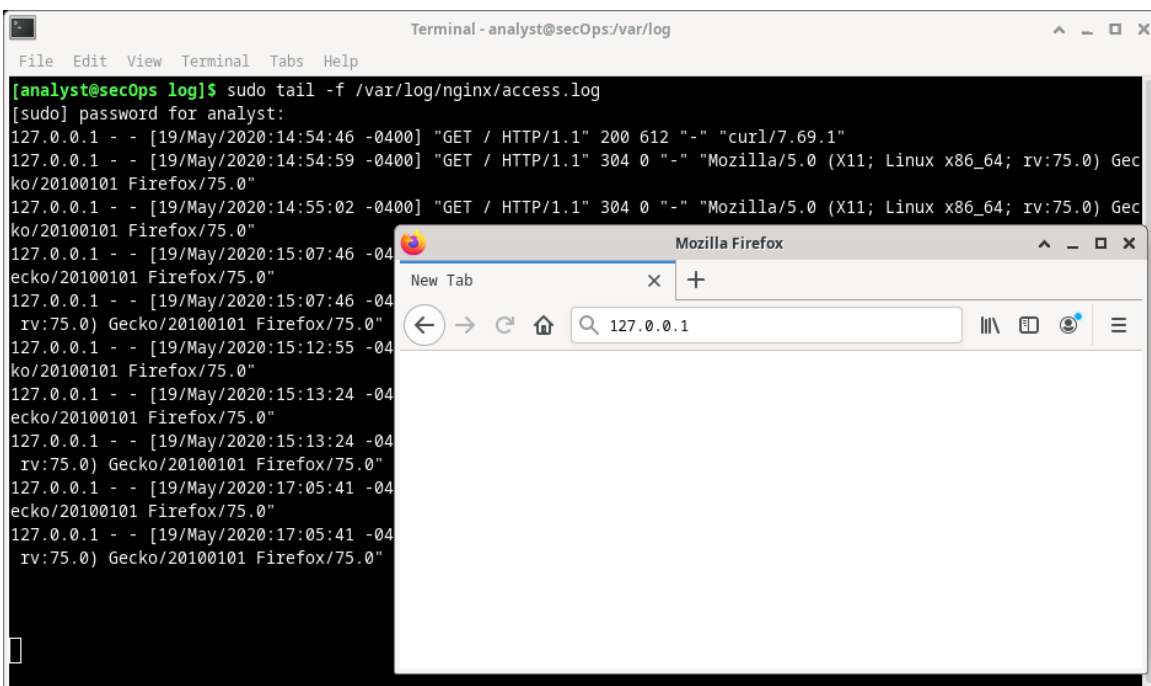 Terminal - analyst@secOps:/var/log
File Edit View Terminal Tabs Help
[analyst@secOps log]$ sudo tail -f /var/log/nginx/access.log
[sudo] password for analyst:
127.0.0.1 - - [19/May/2020:14:54:46 -0400] "GET / HTTP/1.1" 200 612 "-" "curl/7.69.1"
127.0.0.1 - - [19/May/2020:14:54:59 -0400] "GET / HTTP/1.1" 304 0 "-" "Mozilla/5.0 (X11; Linux x86_64; rv:75.0) Gec
ko/20100101 Firefox/75.0"
127.0.0.1 - - [19/May/2020:14:55:02 -0400] "GET / HTTP/1.1" 304 0 "-" "Mozilla/5.0 (X11; Linux x86_64; rv:75.0) Gec
ko/20100101 Firefox/75.0"
127.0.0.1 - - [19/May/2020:15:07:46 -04
ecko/20100101 Firefox/75.0"
127.0.0.1 - - [19/May/2020:15:07:46 -04
rv:75.0) Gecko/20100101 Firefox/75.0"
127.0.0.1 - - [19/May/2020:15:12:55 -04
ko/20100101 Firefox/75.0"
127.0.0.1 - - [19/May/2020:15:13:24 -04
ecko/20100101 Firefox/75.0"
127.0.0.1 - - [19/May/2020:15:13:24 -04
rv:75.0) Gecko/20100101 Firefox/75.0"
127.0.0.1 - - [19/May/2020:17:05:41 -04
ecko/20100101 Firefox/75.0"
127.0.0.1 - - [19/May/2020:17:05:41 -04
rv:75.0) Gecko/20100101 Firefox/75.0"
Mozilla Firefox
New Tab
127.0.0.1